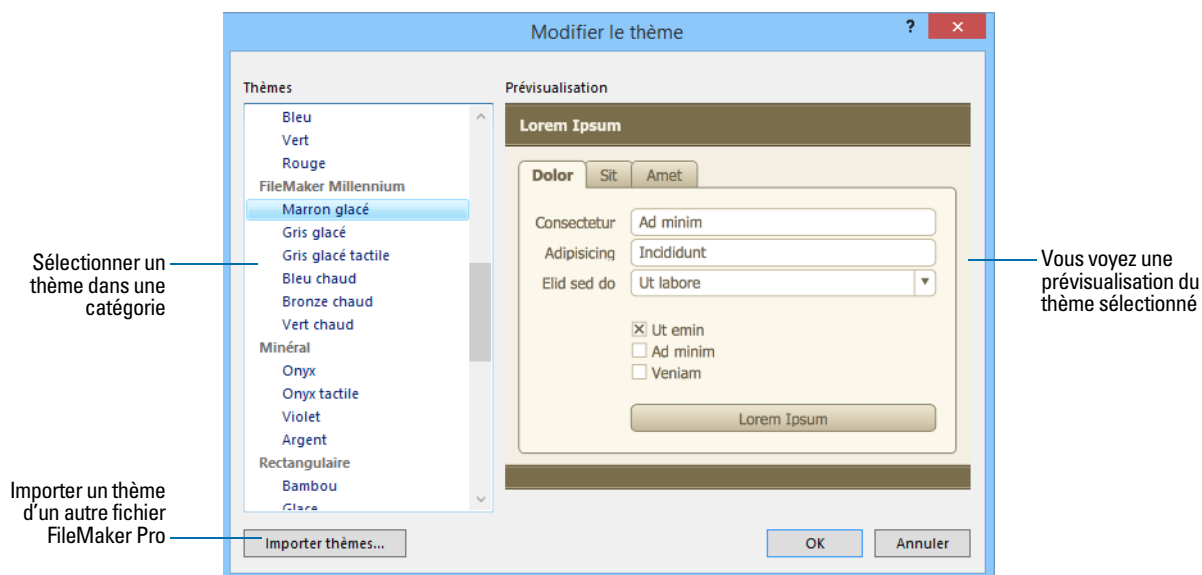 Modifier le thème
?
×
Thèmes
Prévisualisation
Bleu
Vert
Rouge
FileMaker Millennium
Marron glacé
Gris glacé
Gris glacé tactile
Bleu chaud
Bronze chaud
Vert chaud
Minéral
Onyx
Onyx tactile
Violet
Argent
Rectangulaire
Bambou
Glace
Lorem Ipsum
Dolor Sit Amet
Consectetur Ad minim
Adipisicing Incididunt
Elid sed do Ut labore
Ut emin
Ad minim
Veniam
Lorem Ipsum
Importer thèmes...
OK
Annuler
Sélectionner un
thème dans une
catégorie
Importer un thème
d'un autre fichier
FileMaker Pro
Vous voyez une
prévisualisation du
thème sélectionné